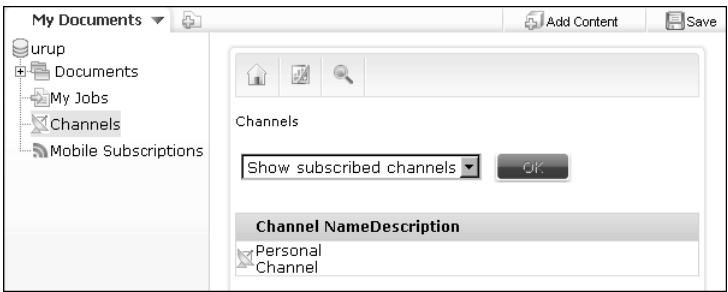 My Documents
Add Content
Save
urup
Documents
My Jobs
Channels
Mobile Subscriptions
Channels
Show subscribed channels
OK
Channel NameDescription
Personal
Channel